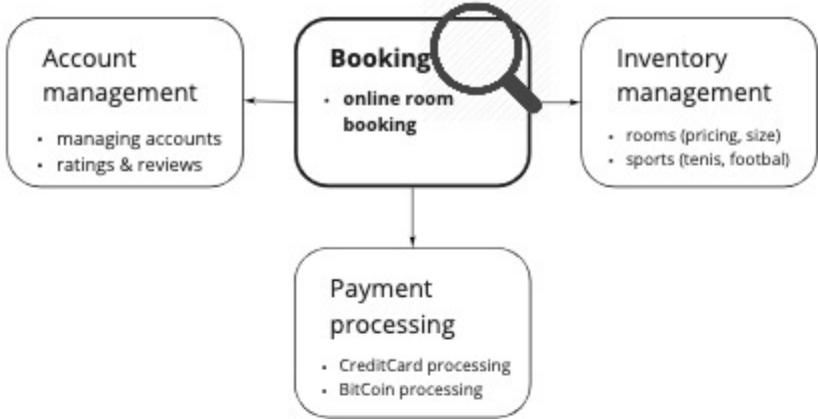 Account
management
• managing accounts
• ratings & reviews
Booking
• online room
booking
Inventory
management
• rooms (pricing, size)
• sports (tenis, footbal)
Payment
processing
• CreditCard processing
• BitCoin processing